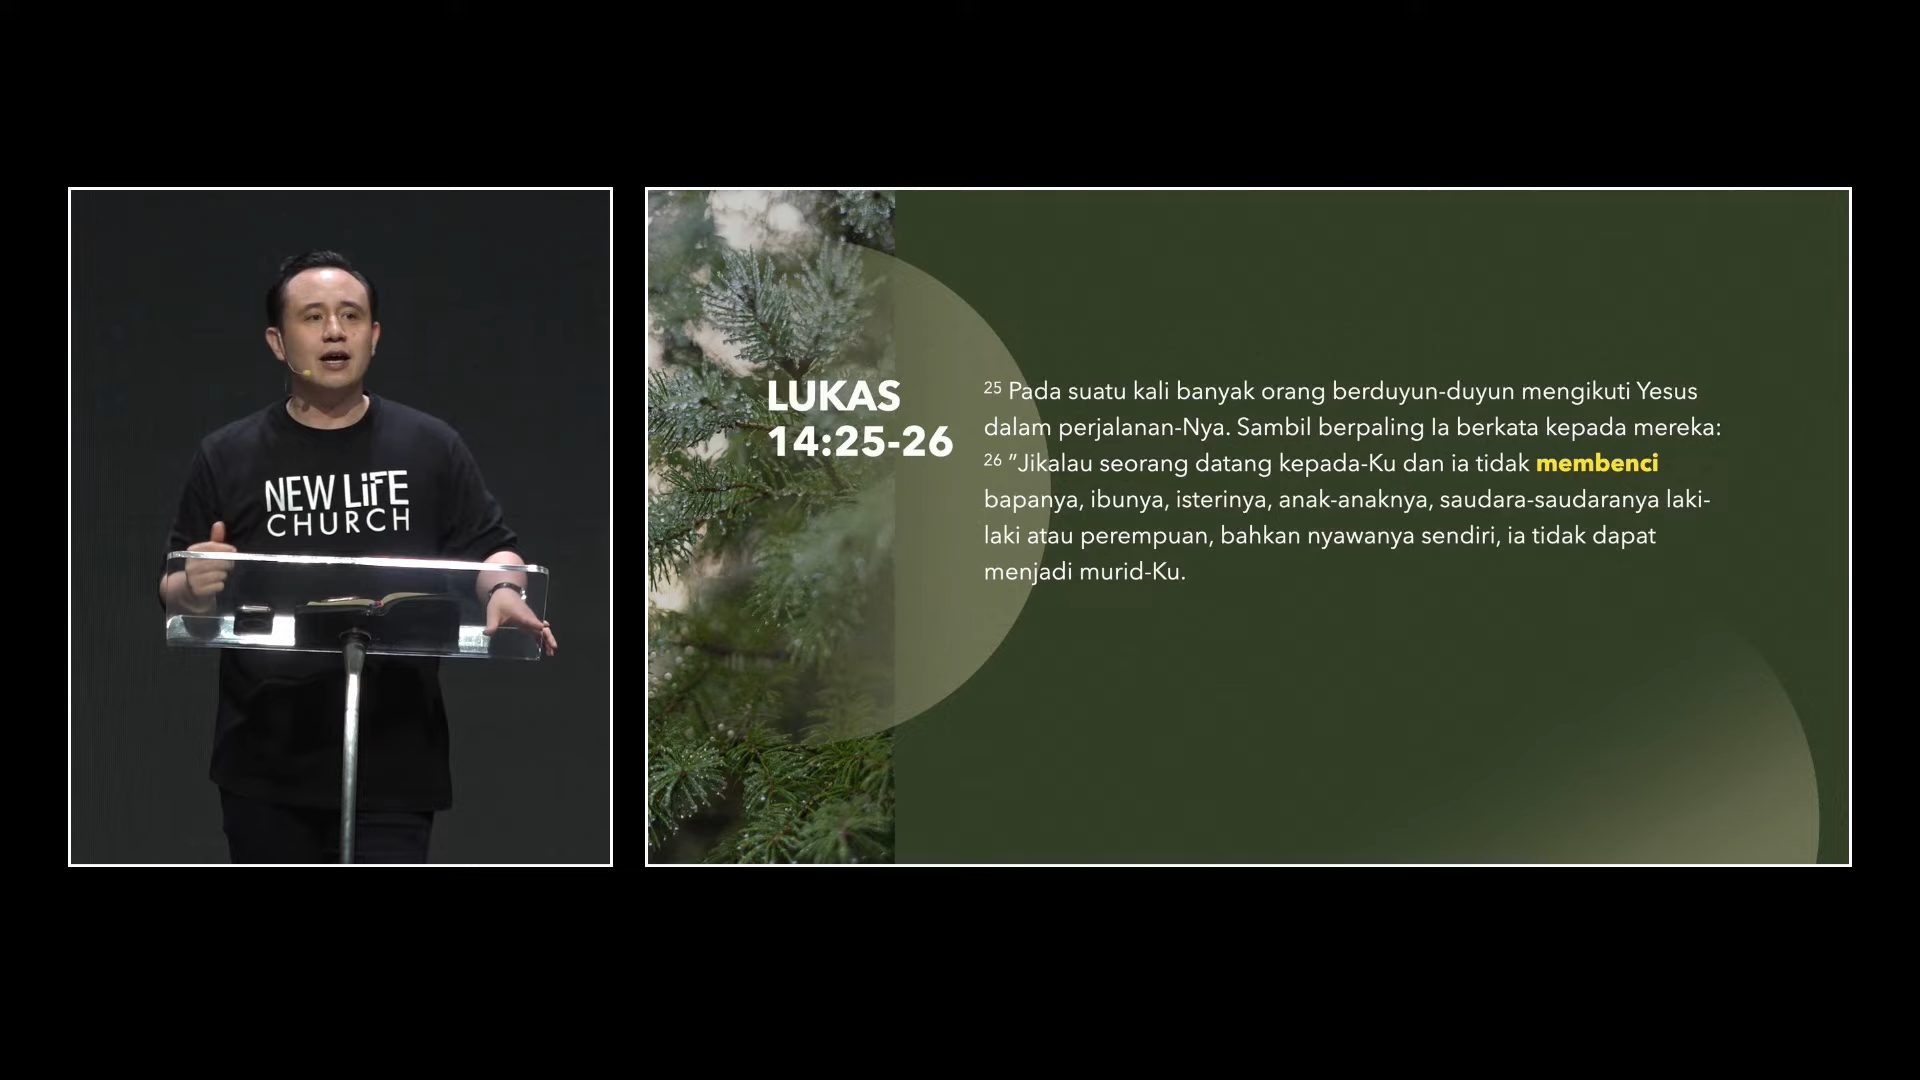 NEW LiFE
CHURCH
LUKAS
14:25-26
25 Pada suatu kali banyak orang berduyun-duyun mengikuti Yesus
dalam perjalanan-Nya. Sambil berpaling Ia berkata kepada mereka:
26 "Jikalau seorang datang kepada-Ku dan ia tidak membenci
bapanya, ibunya, isterinya, anak-anaknya, saudara-saudaranya laki-
laki atau perempuan, bahkan nyawanya sendiri, ia tidak dapat
menjadi murid-Ku.